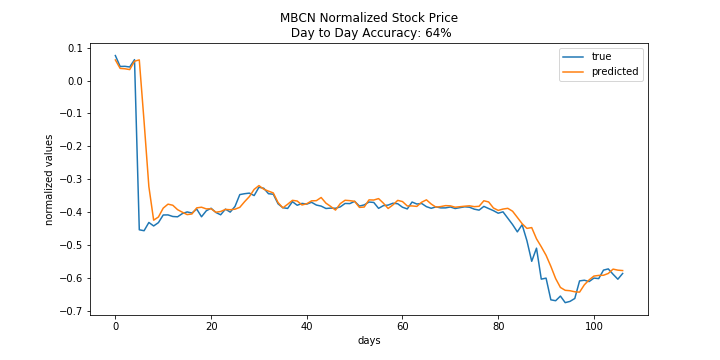 MBCN Normalized Stock Price
Day to Day Accuracy: 64%
true
predicted
normalized values
0.1
0.0
−0.1
−0.2
−0.3
−0.4
−0.5
−0.6
−0.7
0 20 40 60 80 100
days